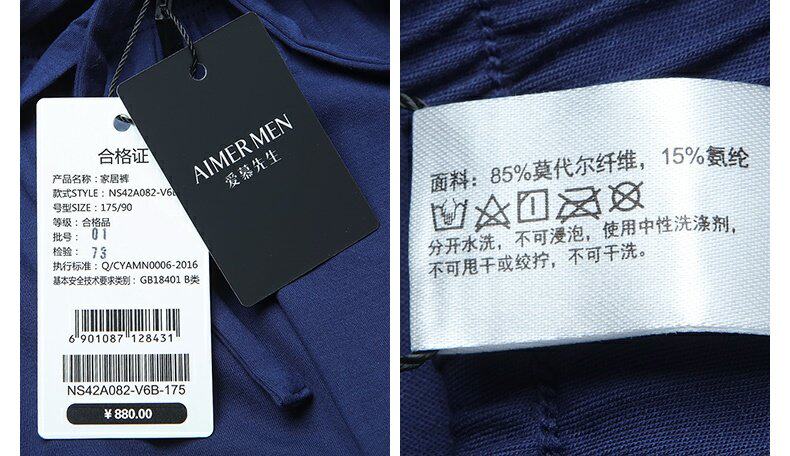 合格证
产品名称：家居裤
款式STYLE：NS42A082-V6
号型SIZE：175/90
等级：合格品
批号：01
检验：73
执行标准：Q/CYAMN0006-2016
基本安全技术要求类别：GB18401 B类
6 901087 128431
NS42A082-V6B-175
¥880.00
AIMER MEN
爱慕先生
面料：85%莫代尔纤维，15%氨纶
分开水洗，不可浸泡，使用中性洗涤剂，
不可甩干或绞拧，不可干洗。